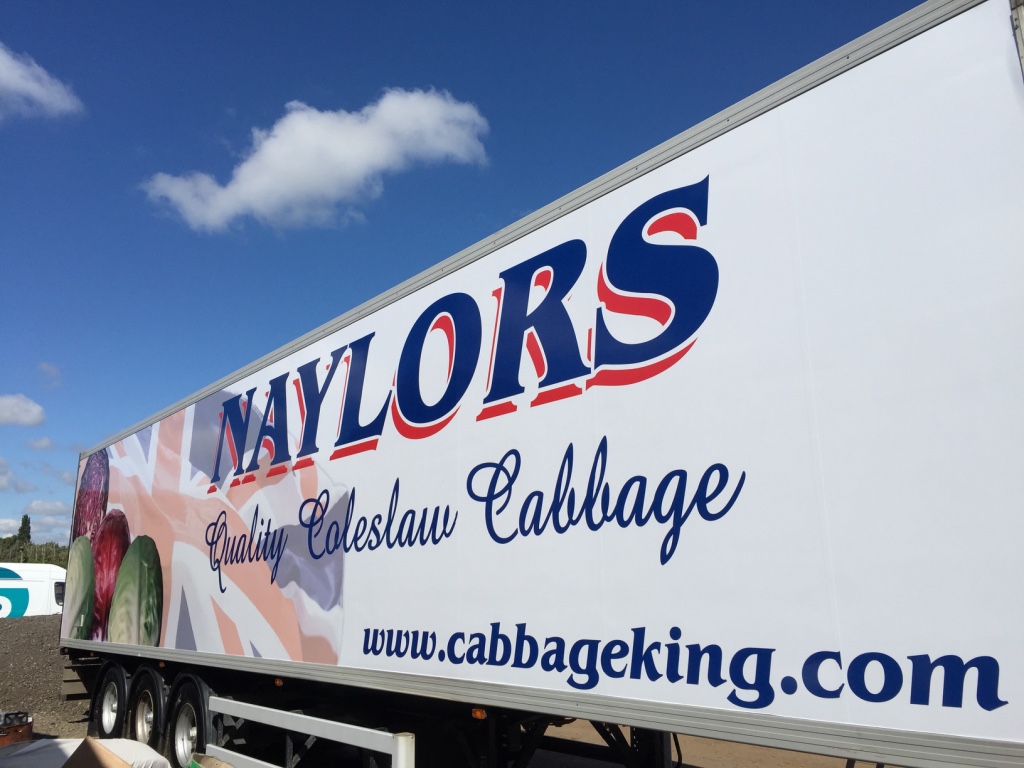 NAYLORS
Quality Coleslaw Cabbage
www.cabbageking.com